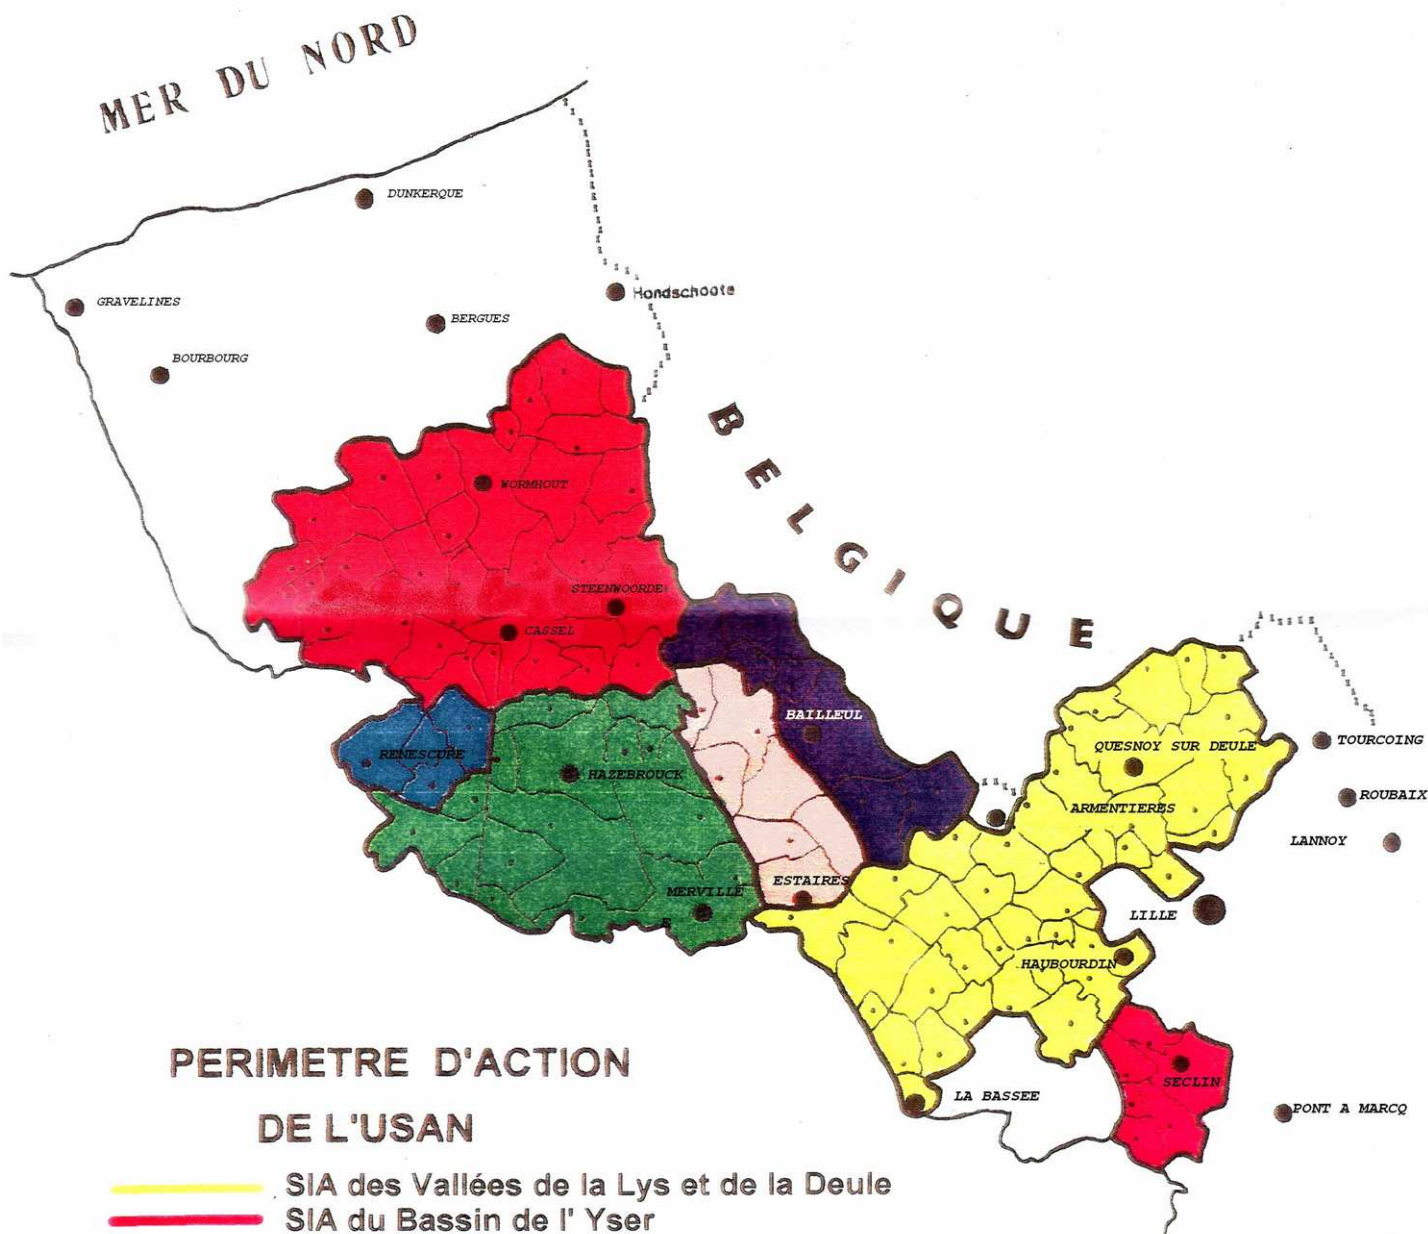 MER DU NORD
DUNKERQUE
Hondschoote
GRAVELINES
BERGUES
BOURBOURG
BELGIQUE
WORMHOUT
STEENWOORDE
CASSEL
BAILLEUL
RENESCURE
HAZEBROUCK
QUESNOY SUR DEULE
TOURCOING
ROUBAIX
ARMENTIERES
LANNOY
ESTAIRES
MERVILLE
E
LILLE
HAUBOURDIN
SECLIN
LA BASSEE
PONT A MARCQ
PERIMETRE D'ACTION
DE L'USAN
SIA des Vallées de la Lys et de la Deule
SIA du Bassin de l' Yser